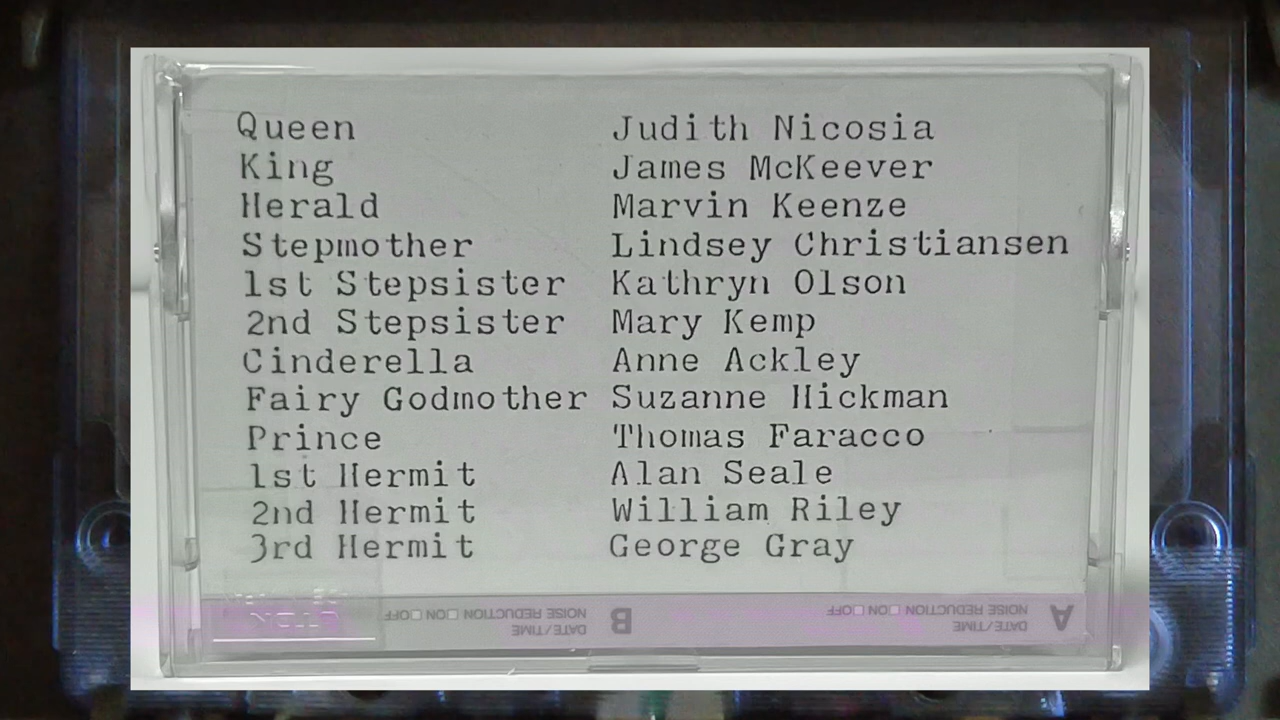 Queen Judith Nicosia
King James McKeever
Herald Marvin Keenze
Stepmother Lindsey Christiansen
1st Stepsister Kathryn Olson
2nd Stepsister Mary Kemp
Cinderella Anne Ackley
Fairy Godmother Suzanne Hickman
Prince Thomas Faracco
1st Hermit Alan Seale
2nd Hermit William Riley
3rd Hermit George Gray
A DATE/TIME
NOISE REDUCTION □ ON □ OFF
B DATE/TIME
NOISE REDUCTION □ ON □ OFF